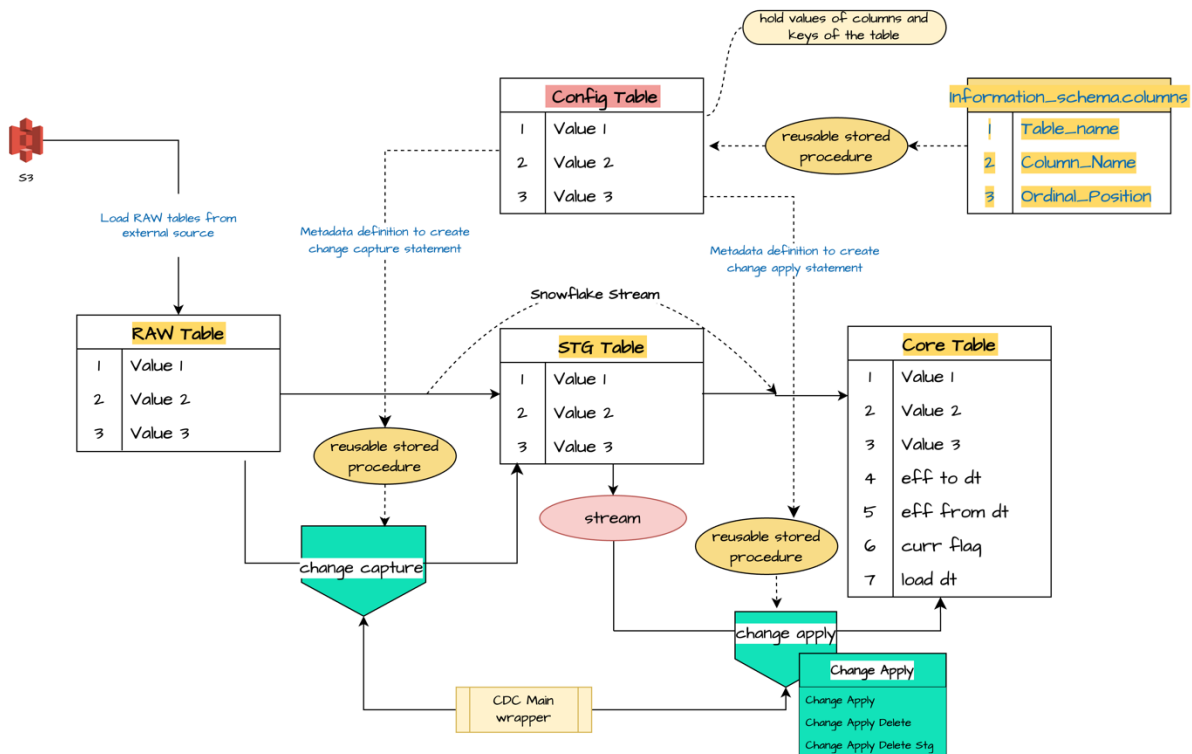 hold values of columns and
keys of the table
Config Table
1 Value 1
2 Value 2
3 Value 3
reusable stored
procedure
Information_schema.columns
1 Table_name
2 Column_Name
3 Ordinal_Position
S3
Load RAW tables from
external source
Metadata definition to create
change capture statement
Metadata definition to create
change apply statement
Snowflake Stream
RAW Table
1 Value 1
2 Value 2
3 Value 3
STG Table
1 Value 1
2 Value 2
3 Value 3
Core Table
1 Value 1
2 Value 2
3 Value 3
4 eff to dt
5 eff from dt
6 curr flag
7 load dt
reusable stored
procedure
stream
reusable stored
procedure
change capture
change apply
Change Apply
Change Apply
Change Apply Delete
Change Apply Delete Stg
CDC Main
wrapper